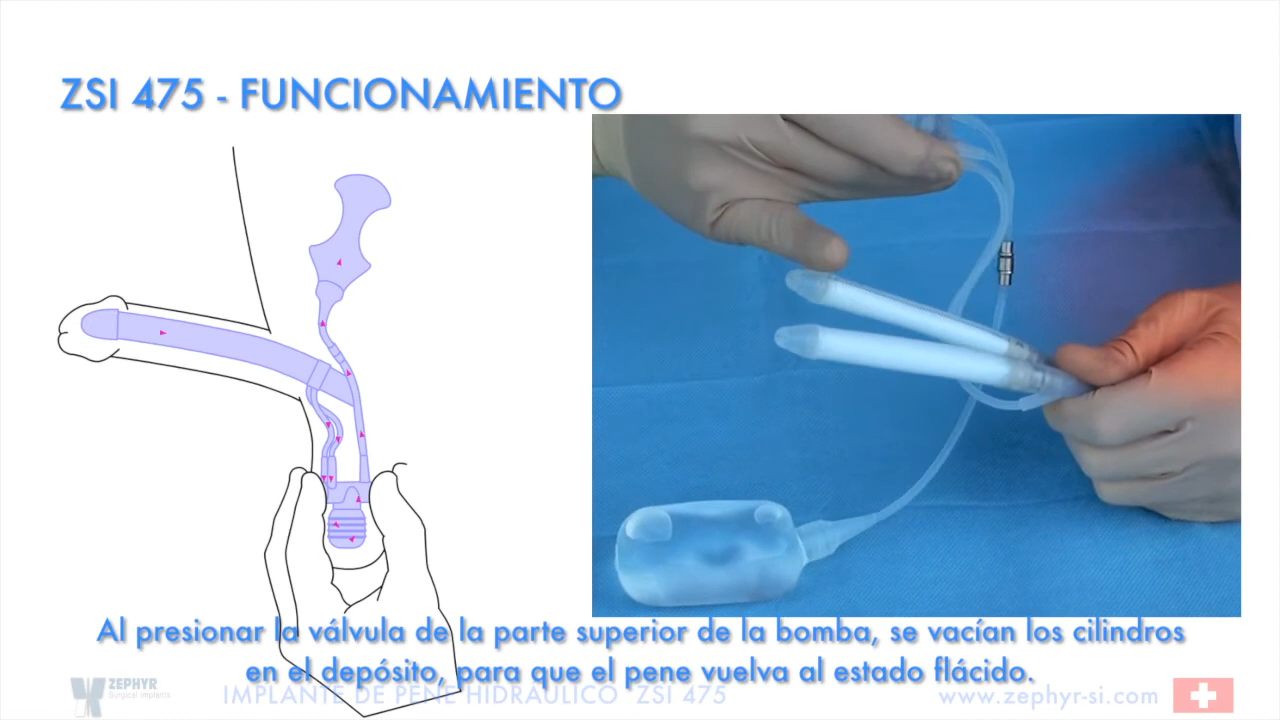 ZSI 475 - FUNCIONAMIENTO
Al presionar la válvula de la parte superior de la bomba, se vacían los cilindros
en el depósito, para que el pene vuelva al estado flácido.
ZEPHYR
Surgical implants
IMPLANTE DE PENE HIDRAULICO ZSI 475
www.zephyr-si.com